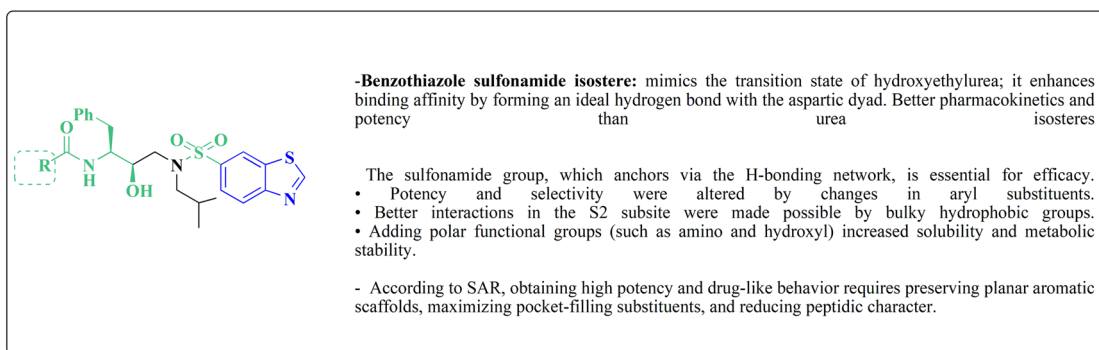 Ph
O
R
N
H
OH
N
O
S
O
S
N
-Benzothiazole sulfonamide isostere: mimics the transition state of hydroxyethylurea; it enhances
binding affinity by forming an ideal hydrogen bond with the aspartic dyad. Better pharmacokinetics and
potency than urea isosteres
The sulfonamide group, which anchors via the H-bonding network, is essential for efficacy.
• Potency and selectivity were altered by changes in aryl substituents.
• Better interactions in the S2 subsite were made possible by bulky hydrophobic groups.
• Adding polar functional groups (such as amino and hydroxyl) increased solubility and metabolic
stability.
- According to SAR, obtaining high potency and drug-like behavior requires preserving planar aromatic
scaffolds, maximizing pocket-filling substituents, and reducing peptidic character.